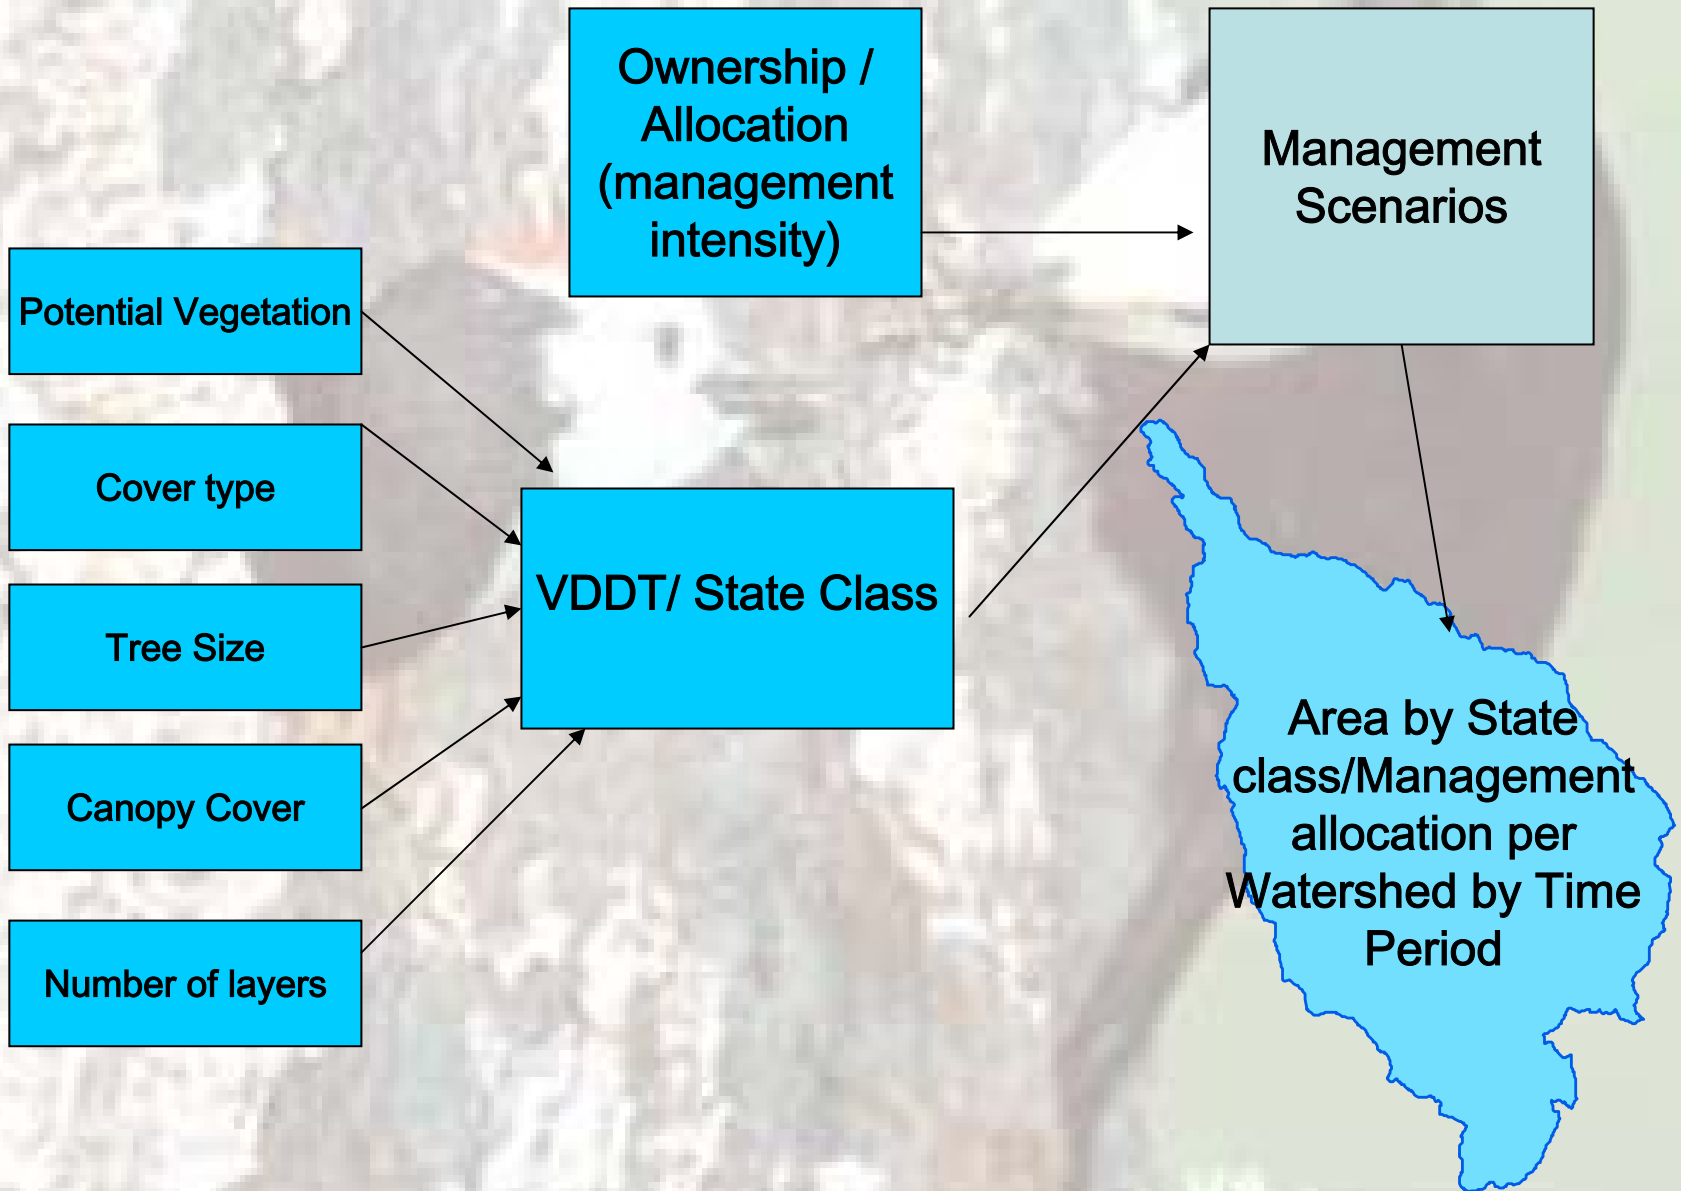 Ownership /
Allocation
(management
intensity)
Management
Scenarios
Potential Vegetation
Cover type
Tree Size
Canopy Cover
Number of layers
VDDT/ State Class
Area by State
class/Management
allocation per
Watershed by Time
Period